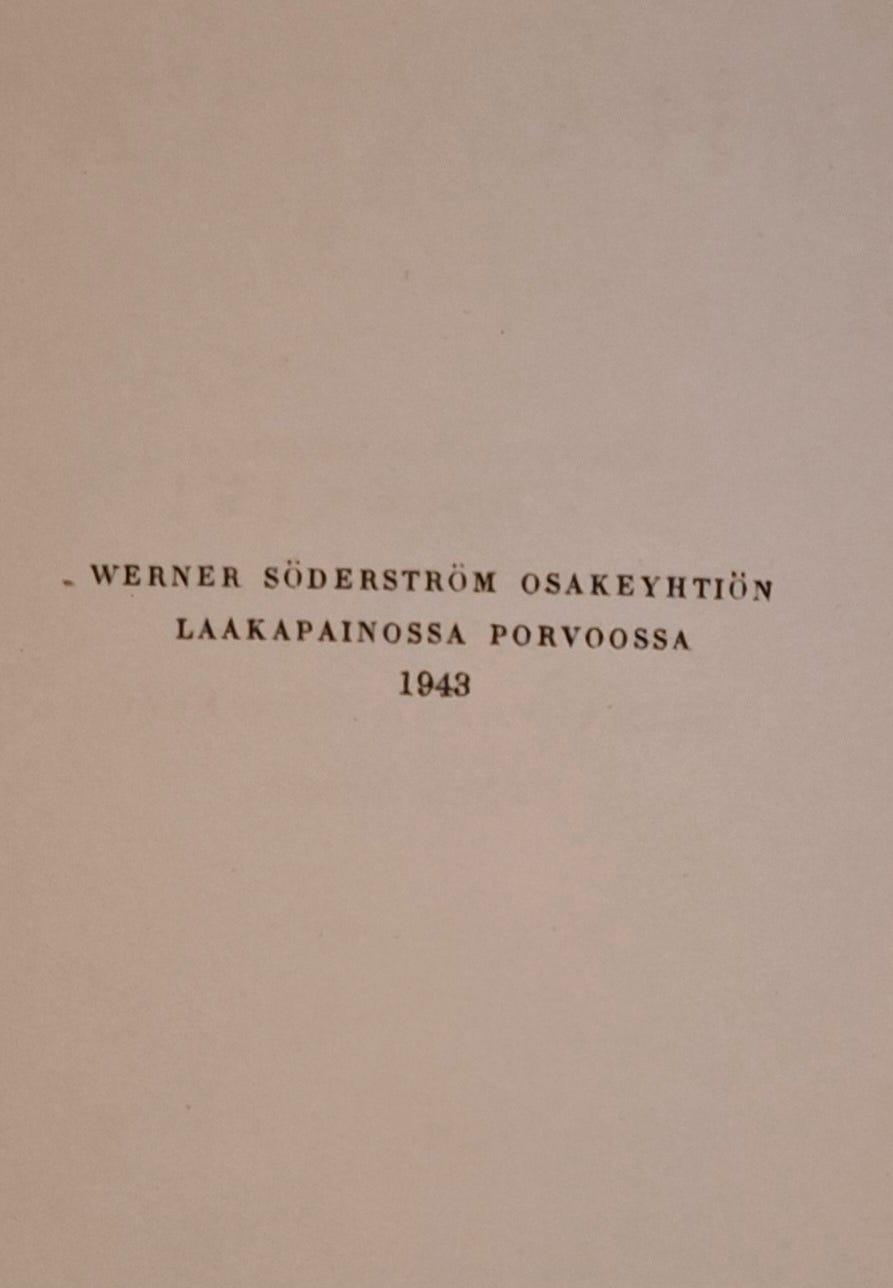 WERNER SÖDERSTRÖM OSAKEYHTIÖN
LAAKAPAINOSSA PORVOOSSA
1943